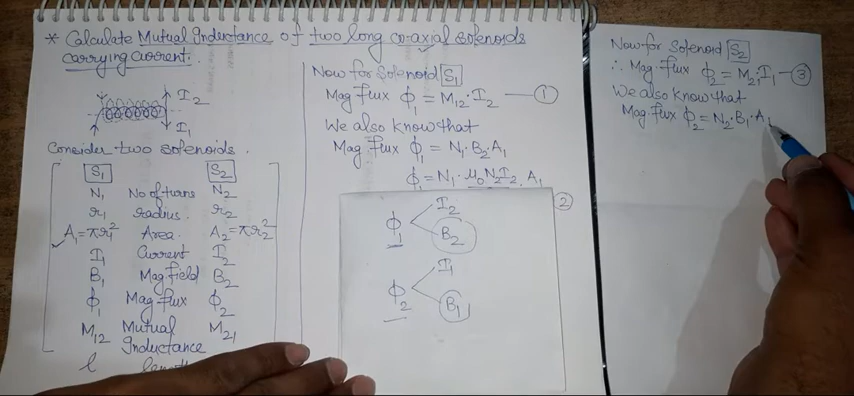 * Calculate Mutual Inductance of two long co-axial solenoids
carrying current.
I₂
I₁
Consider two solenoids.
S₁ S₂
N₁ No of turns N₂
r₁ radius r₂
A₁=πr₁² Area. A₂=πr₂²
I₁ Current I₂
B₁ Mag field B₂
ϕ₁ Mag flux ϕ₂
M₁₂ Mutual M₂₁
Inductance
l
Now for Solenoid S₁
Mag flux ϕ₁ = M₁₂·I₂ — ①
We also know that
Mag flux ϕ₁ = N₁·B₂·A₁
ϕ₁ = N₁·μ₀N₂I₂·A₁
②
ϕ₁ I₂
B₂
ϕ₂ I₁
B₁
Now for Solenoid S₂
∴ Mag flux ϕ₂ = M₂₁·I₁ — ③
We also know that
Mag flux ϕ₂ = N₂·B₁·A₁